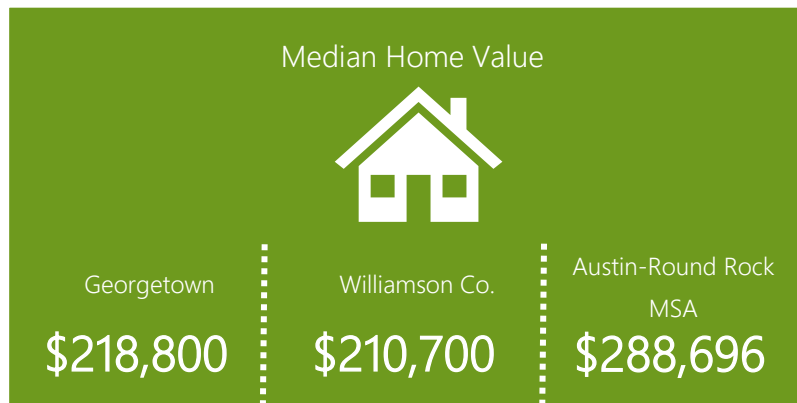 Median Home Value
Georgetown
$218,800
Williamson Co.
$210,700
Austin-Round Rock
MSA
$288,696